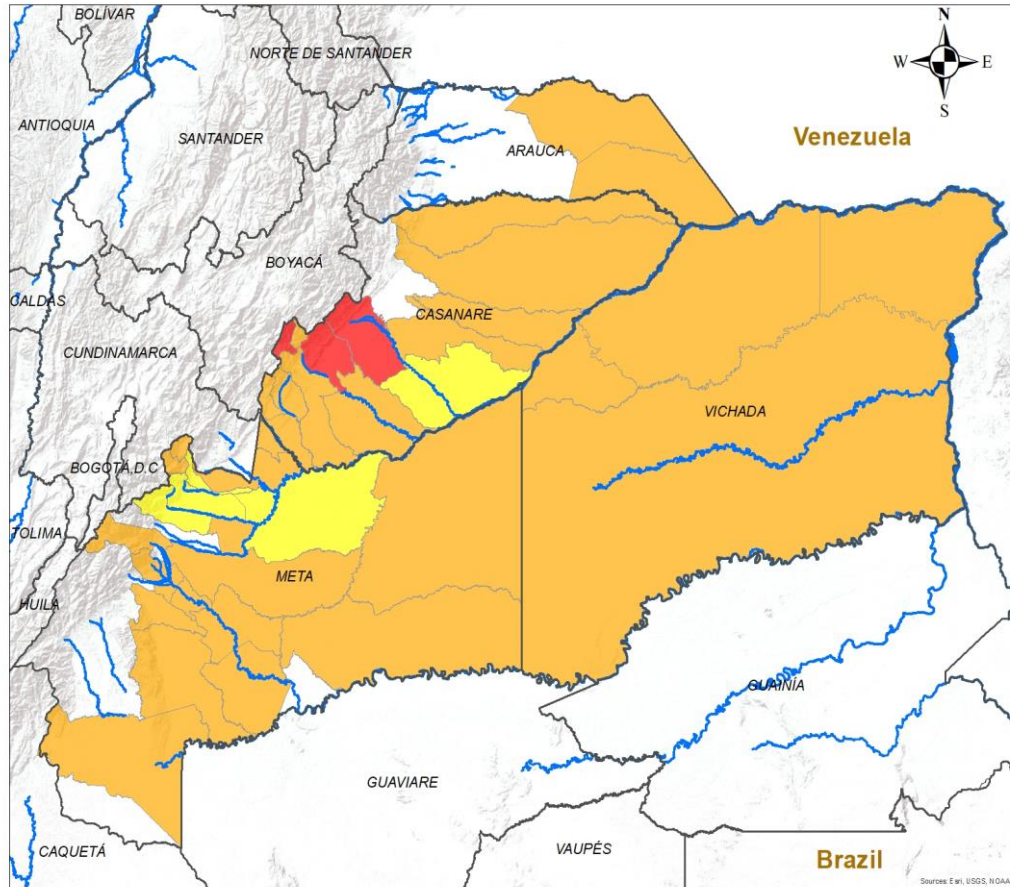 BOLÍVAR
N
NORTE DE SANTANDER
W
E
S
ANTIOQUIA
SANTANDER
Venezuela
ARAUCA
BOYACÁ
CALDAS
CASANARE
CUNDINAMARCA
VICHADA
BOGOTÁ, D.C
TOLIMA
META
HUILA
GUAINÍA
GUAVIARE
VAUPÉS
CAQUETÁ
Brazil
Sources: Esri, USGS, NOAA